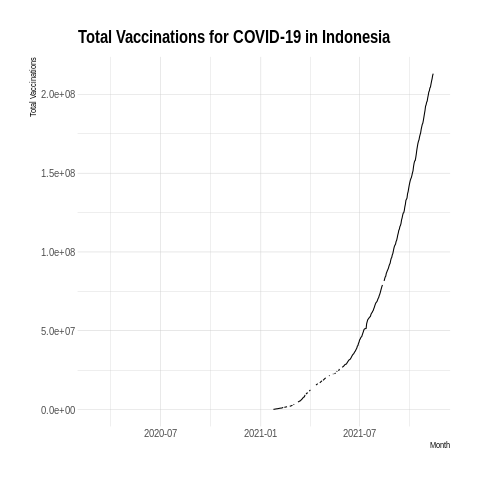 Total Vaccinations for COVID-19 in Indonesia
Total Vaccinations
2.0e+08
1.5e+08
1.0e+08
5.0e+07
0.0e+00
2020-07
2021-01
2021-07
Month